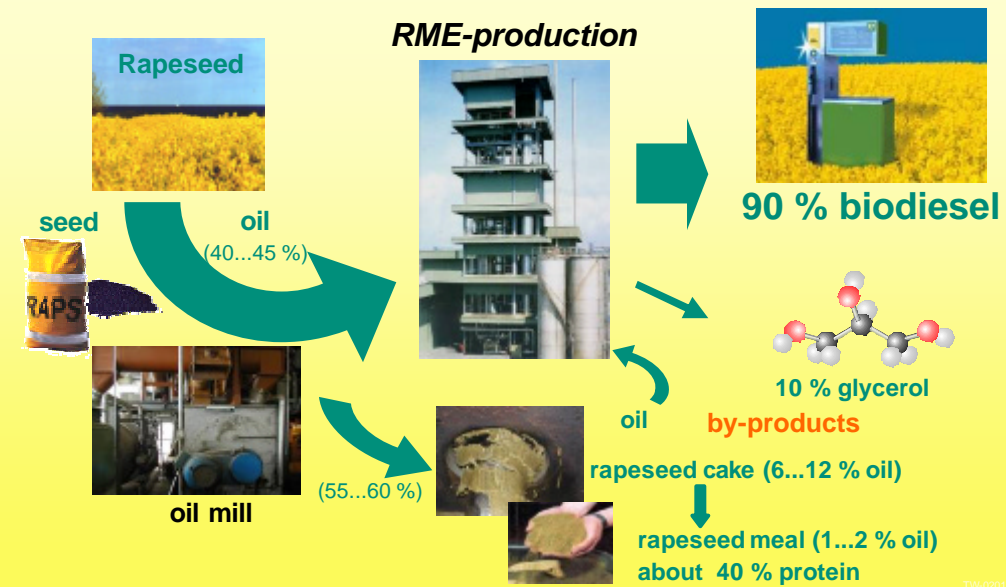 RME-production
Rapeseed
90 % biodiesel
seed
oil
(40...45 %)
RAPS
10 % glycerol
oil
by-products
rapeseed cake (6...12 % oil)
(55...60 %)
oil mill
rapeseed meal (1...2 % oil)
about 40 % protein